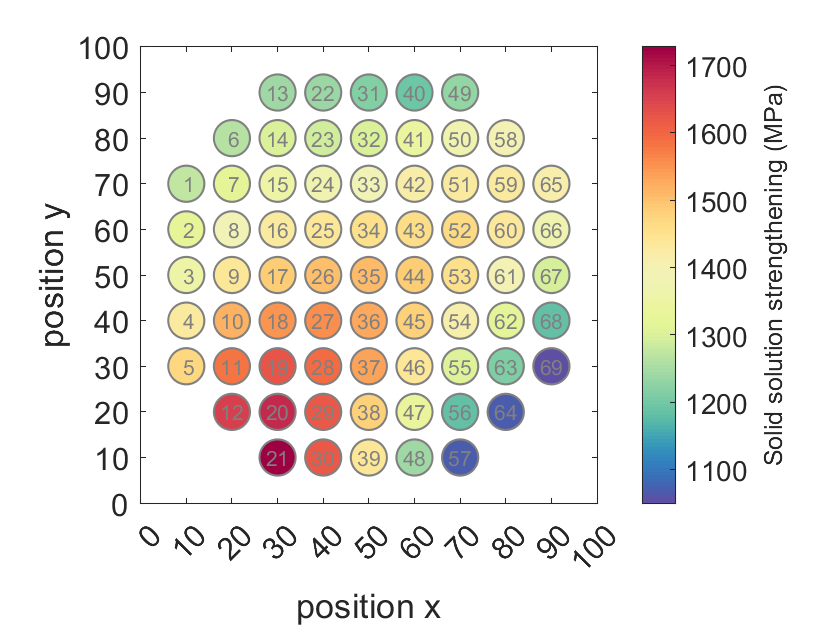 100
90
80
70
60
50
40
30
20
10
0
position y
13 22 31 40 49
6 14 23 32 41 50 58
1 7 15 24 33 42 51 59 65
2 8 16 25 34 43 52 60 66
3 9 17 26 35 44 53 61 67
4 10 18 27 36 45 54 62 68
5 11 19 28 37 46 55 63 69
12 20 29 38 47 56 64
21 30 39 48 57
0 10 20 30 40 50 60 70 80 90 100
position x
1700
1600
1500
1400
1300
1200
1100
Solid solution strengthening (MPa)